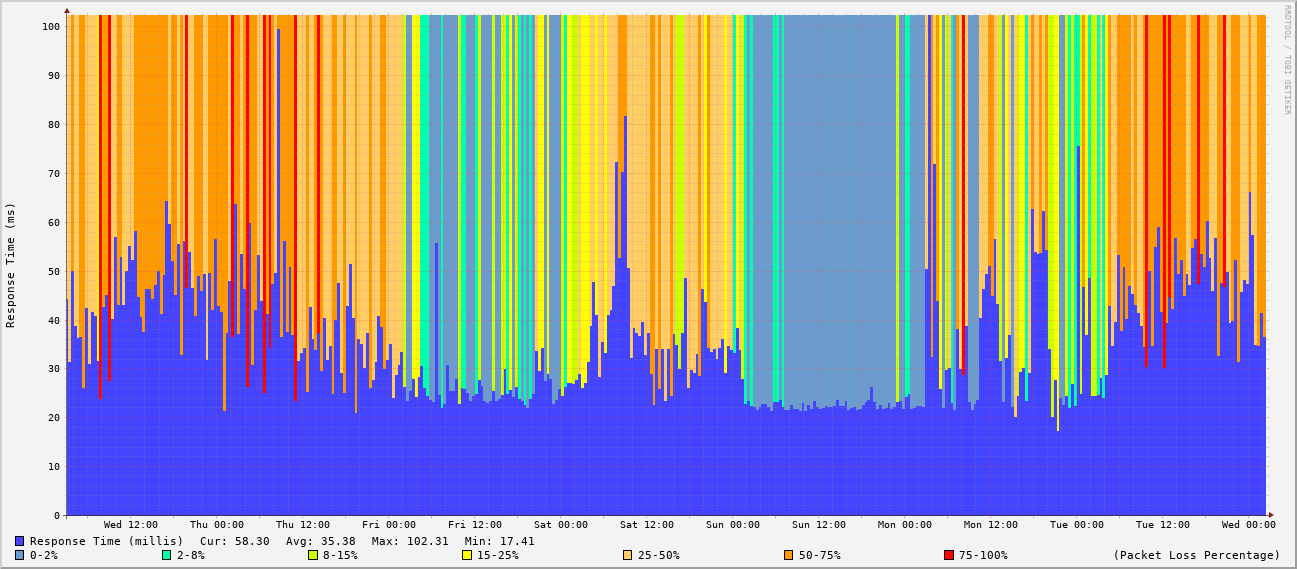 RRDTOOL / TOBI OETIKER
Response Time (ms)
100
90
80
70
60
50
40
30
20
10
0
Wed 12:00 Thu 00:00 Thu 12:00 Fri 00:00 Fri 12:00 Sat 00:00 Sat 12:00 Sun 00:00 Sun 12:00 Mon 00:00 Mon 12:00 Tue 00:00 Tue 12:00 Wed 00:00
Response Time (millis) Cur: 58.30 Avg: 35.38 Max: 102.31 Min: 17.41
0-2% 2-8% 8-15% 15-25% 25-50% 50-75% 75-100% (Packet Loss Percentage)